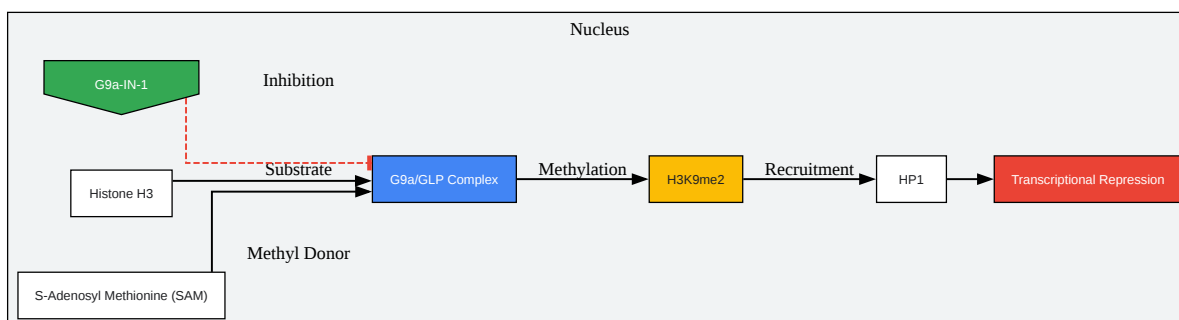 Nucleus
G9a-IN-1
Inhibition
Substrate
Histone H3
G9a/GLP Complex
Methylation
H3K9me2
Recruitment
HP1
Transcriptional Repression
Methyl Donor
S-Adenosyl Methionine (SAM)